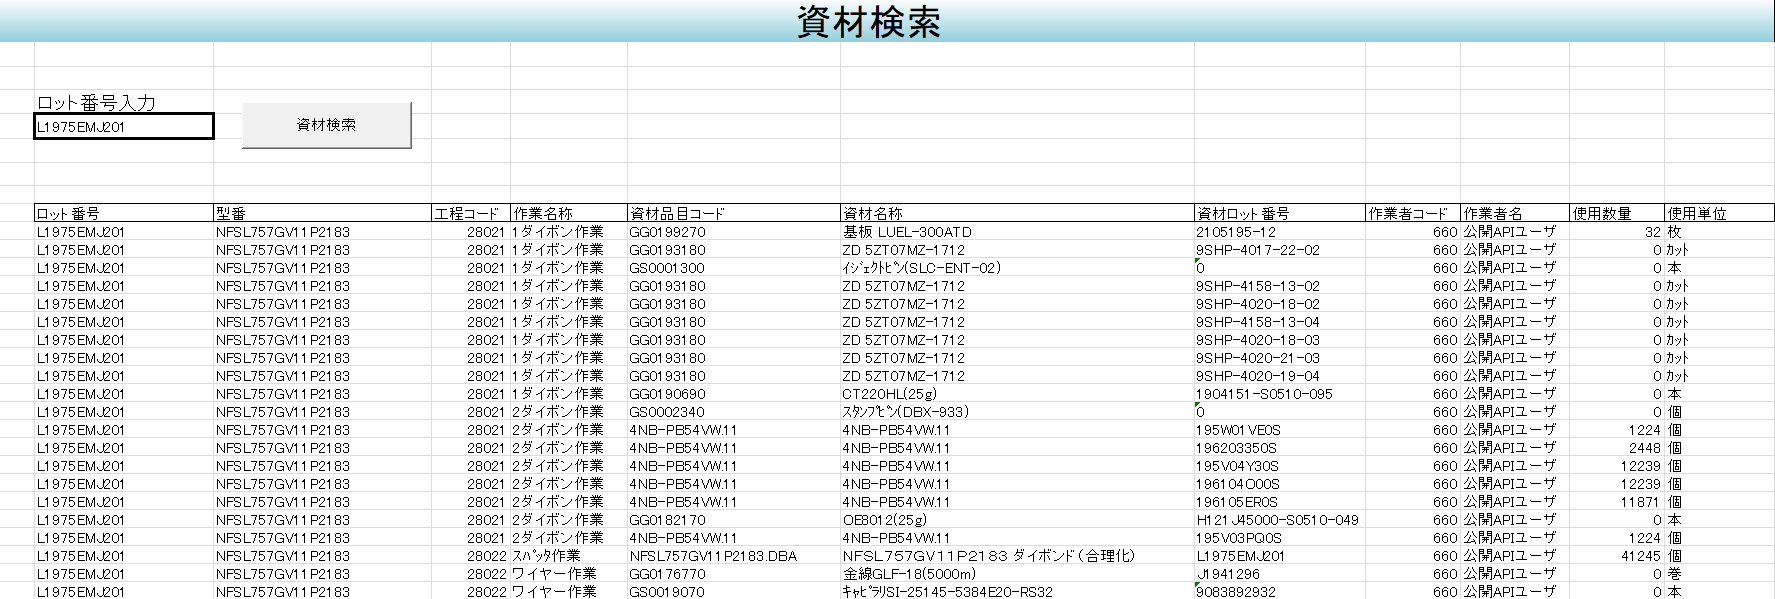 資材検索
ロット番号入力
L1975EMJ201
資材検索
ロット番号 型番 工程コード 作業名称 資材品目コード 資材名称 資材ロット番号 作業者コード 作業者名 使用数量 使用単位
L1975EMJ201 NFSL757GV11P2183 28021 1ダイボン作業 GG0199270 基板 LUEL-300ATD 2105195-12 660 公開APIユーザ 32 枚
L1975EMJ201 NFSL757GV11P2183 28021 1ダイボン作業 GG0193180 ZD 5ZT07MZ-1712 9SHP-4017-22-02 660 公開APIユーザ 0 ｶｯﾄ
L1975EMJ201 NFSL757GV11P2183 28021 1ダイボン作業 GS0001300 ｲｼﾞｪｸﾄﾋﾟﾝ(SLC-ENT-02) 0 660 公開APIユーザ 0 本
L1975EMJ201 NFSL757GV11P2183 28021 1ダイボン作業 GG0193180 ZD 5ZT07MZ-1712 9SHP-4158-13-02 660 公開APIユーザ 0 ｶｯﾄ
L1975EMJ201 NFSL757GV11P2183 28021 1ダイボン作業 GG0193180 ZD 5ZT07MZ-1712 9SHP-4020-18-02 660 公開APIユーザ 0 ｶｯﾄ
L1975EMJ201 NFSL757GV11P2183 28021 1ダイボン作業 GG0193180 ZD 5ZT07MZ-1712 9SHP-4158-13-04 660 公開APIユーザ 0 ｶｯﾄ
L1975EMJ201 NFSL757GV11P2183 28021 1ダイボン作業 GG0193180 ZD 5ZT07MZ-1712 9SHP-4020-18-03 660 公開APIユーザ 0 ｶｯﾄ
L1975EMJ201 NFSL757GV11P2183 28021 1ダイボン作業 GG0193180 ZD 5ZT07MZ-1712 9SHP-4020-21-03 660 公開APIユーザ 0 ｶｯﾄ
L1975EMJ201 NFSL757GV11P2183 28021 1ダイボン作業 GG0193180 ZD 5ZT07MZ-1712 9SHP-4020-19-04 660 公開APIユーザ 0 ｶｯﾄ
L1975EMJ201 NFSL757GV11P2183 28021 1ダイボン作業 GG0190690 CT220HL(25g) 1904151-S0510-095 660 公開APIユーザ 0 本
L1975EMJ201 NFSL757GV11P2183 28021 2ダイボン作業 GS0002340 ｽﾀﾝﾌﾟﾋﾟﾝ(DBX-933) 0 660 公開APIユーザ 0 個
L1975EMJ201 NFSL757GV11P2183 28021 2ダイボン作業 4NB-PB54VW.11 4NB-PB54VW.11 195W01VE0S 660 公開APIユーザ 1224 個
L1975EMJ201 NFSL757GV11P2183 28021 2ダイボン作業 4NB-PB54VW.11 4NB-PB54VW.11 196203350S 660 公開APIユーザ 2448 個
L1975EMJ201 NFSL757GV11P2183 28021 2ダイボン作業 4NB-PB54VW.11 4NB-PB54VW.11 195V04Y30S 660 公開APIユーザ 12239 個
L1975EMJ201 NFSL757GV11P2183 28021 2ダイボン作業 4NB-PB54VW.11 4NB-PB54VW.11 196104O00S 660 公開APIユーザ 12239 個
L1975EMJ201 NFSL757GV11P2183 28021 2ダイボン作業 4NB-PB54VW.11 4NB-PB54VW.11 196105ER0S 660 公開APIユーザ 11871 個
L1975EMJ201 NFSL757GV11P2183 28021 2ダイボン作業 GG0182170 OE8012(25g) H121J45000-S0510-049 660 公開APIユーザ 0 本
L1975EMJ201 NFSL757GV11P2183 28021 2ダイボン作業 4NB-PB54VW.11 4NB-PB54VW.11 195V03PQ0S 660 公開APIユーザ 1224 個
L1975EMJ201 NFSL757GV11P2183 28022 ｽﾊﾟｯﾀ作業 NFSL757GV11P2183.DBA ＮＦＳＬ７５７ＧＶ１１Ｐ２１８３ ダイボンド（合理化） L1975EMJ201 660 公開APIユーザ 41245 個
L1975EMJ201 NFSL757GV11P2183 28022 ワイヤー作業 GG0176770 金線GLF-18(5000m) J1941296 660 公開APIユーザ 0 巻
L1975EMJ201 NFSL757GV11P2183 28022 ワイヤー作業 GS0019070 ｷｬﾋﾟﾗﾘSI-25145-5384E20-RS32 9083892932 660 公開APIユーザ 0 本